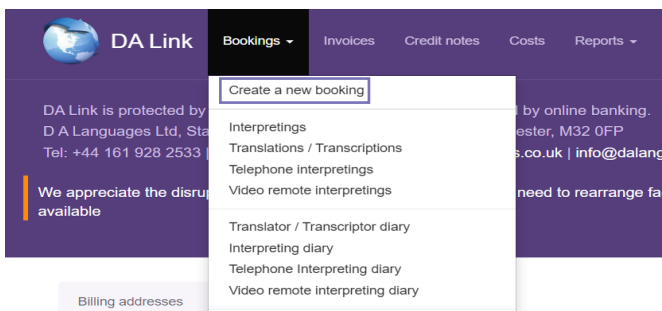 DA Link Bookings Invoices Credit notes Costs Reports
Create a new booking
DA Link is protected by l by online banking.
Interpretings
D A Languages Ltd, Sta ester, M32 0FP
Translations / Transcriptions
Tel: +44 161 928 2533 | s.co.uk | info@dalang
Telephone interpretings
Video remote interpretings
We appreciate the disrup need to rearrange fa
available
Translator / Transcriptor diary
Interpreting diary
Telephone Interpreting diary
Video remote interpreting diary
Billing addresses